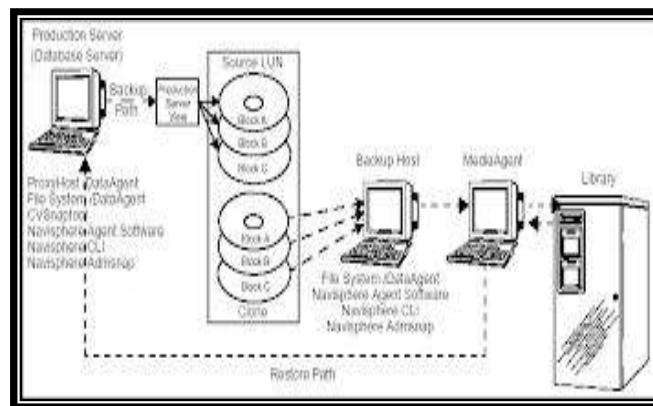 Production Server
(Database Server)
Backup
Path
Production
Server
View
Source LUN
Block A
Block B
Block C
Block A
Block B
Block C
Clone
Backup Host
MediaAgent
Library
ProxyHost iDataAgent
File System iDataAgent
CVSnaptool
Navisphere Agent Software
Navisphere CLI
Navisphere Admsnap
File System iDataAgent
Navisphere Agent Software
Navisphere CLI
Navisphere Admsnap
Restore Path